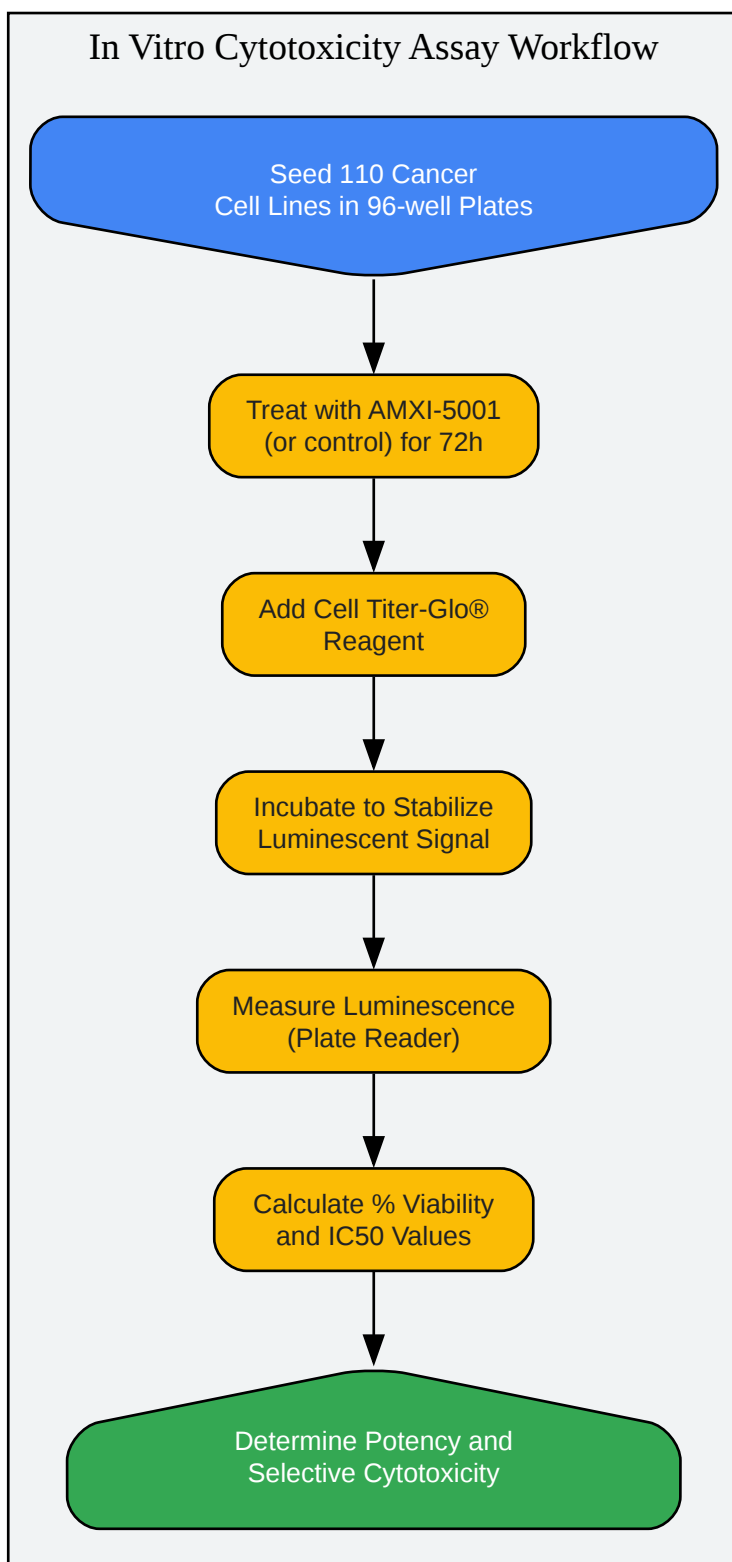 In Vitro Cytotoxicity Assay Workflow
Seed 110 Cancer
Cell Lines in 96-well Plates
Treat with AMXI-5001
(or control) for 72h
Add Cell Titer-Glo®
Reagent
Incubate to Stabilize
Luminescent Signal
Measure Luminescence
(Plate Reader)
Calculate % Viability
and IC50 Values
Determine Potency and
Selective Cytotoxicity